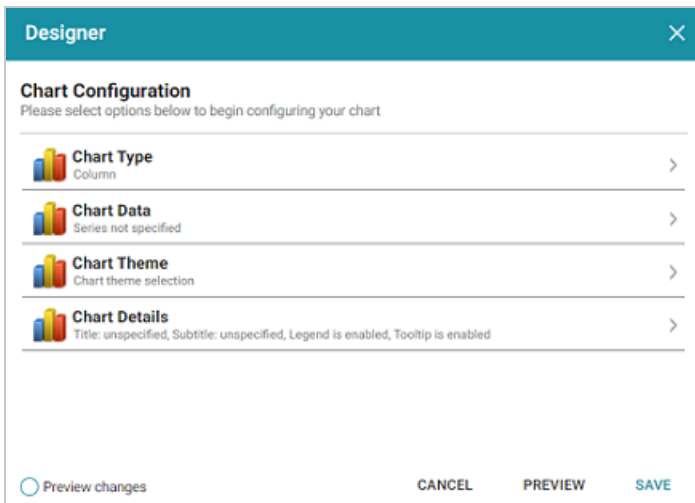 Designer
Chart Configuration
Please select options below to begin configuring your chart
Chart Type
Column
Chart Data
Series not specified
Chart Theme
Chart theme selection
Chart Details
Title: unspecified, Subtitle: unspecified, Legend is enabled, Tooltip is enabled
Preview changes CANCEL PREVIEW SAVE